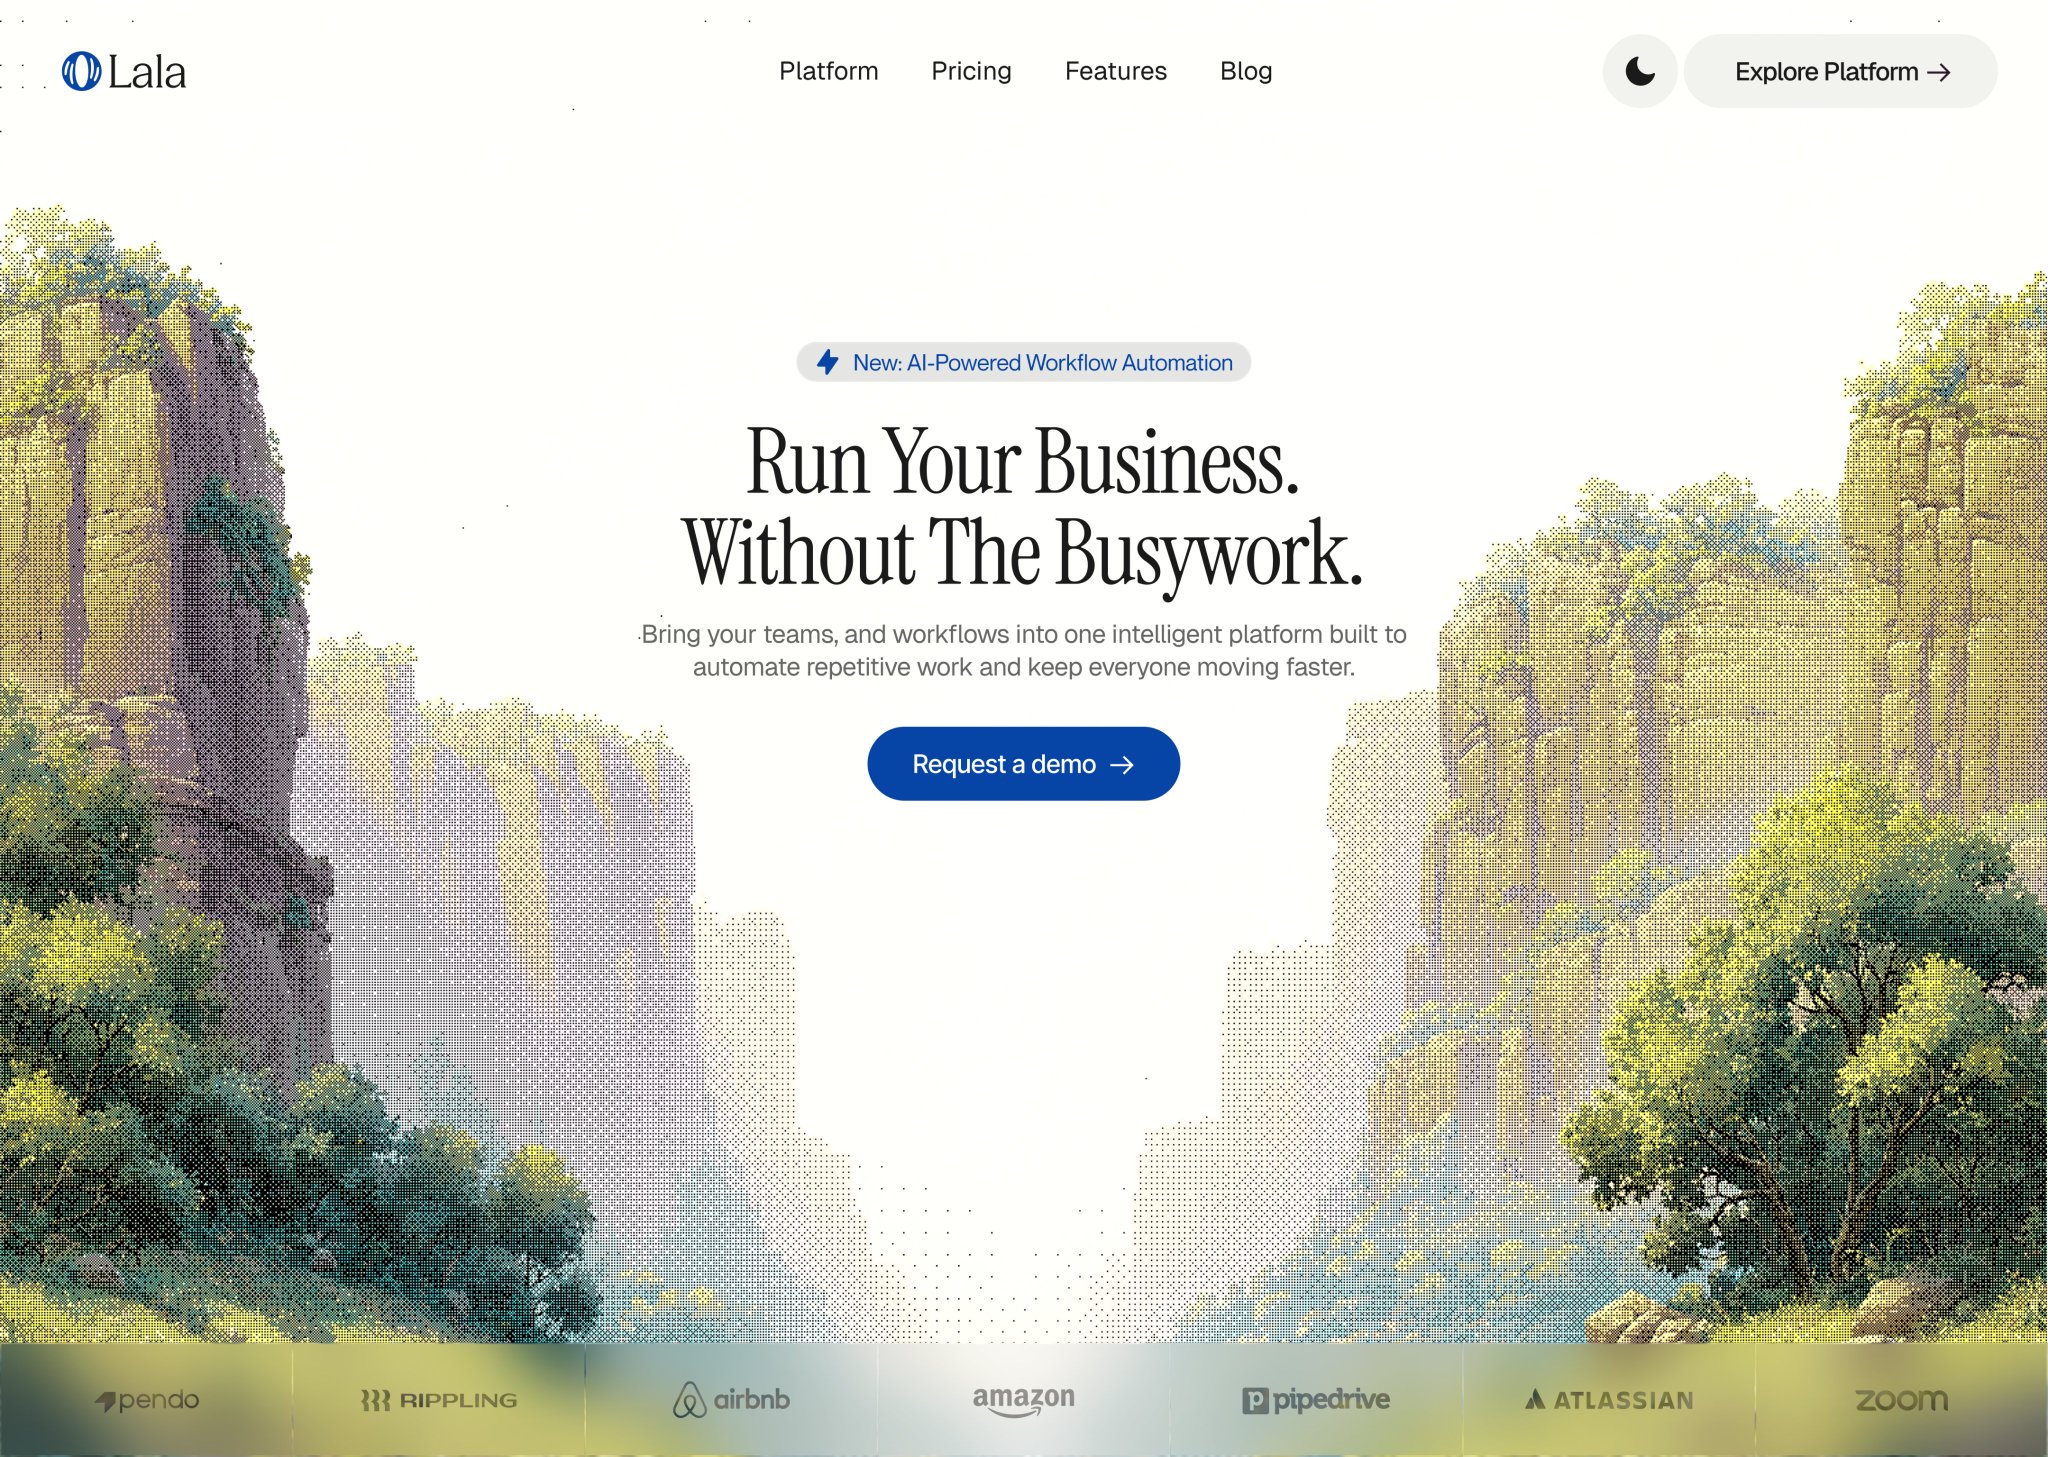 Lala
Platform
Pricing
Features
Blog
Explore Platform →
New: AI-Powered Workflow Automation
Run Your Business.
Without The Busywork.
Bring your teams, and workflows into one intelligent platform built to
automate repetitive work and keep everyone moving faster.
Request a demo →
pendo
RIPPLING
airbnb
amazon
pipedrive
ATLASSIAN
zoom